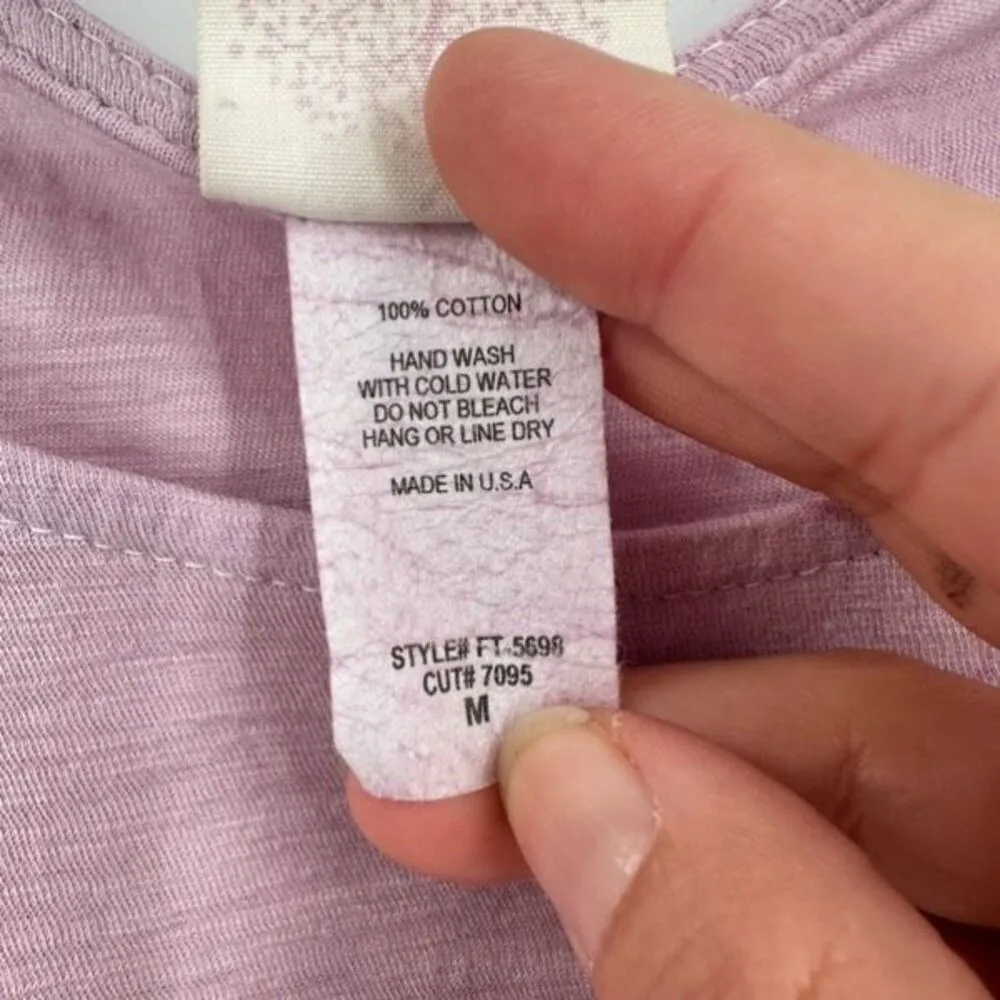 100% COTTON
HAND WASH
WITH COLD WATER
DO NOT BLEACH
HANG OR LINE DRY
MADE IN U.S.A
STYLE# FT-5698
CUT# 7095
M